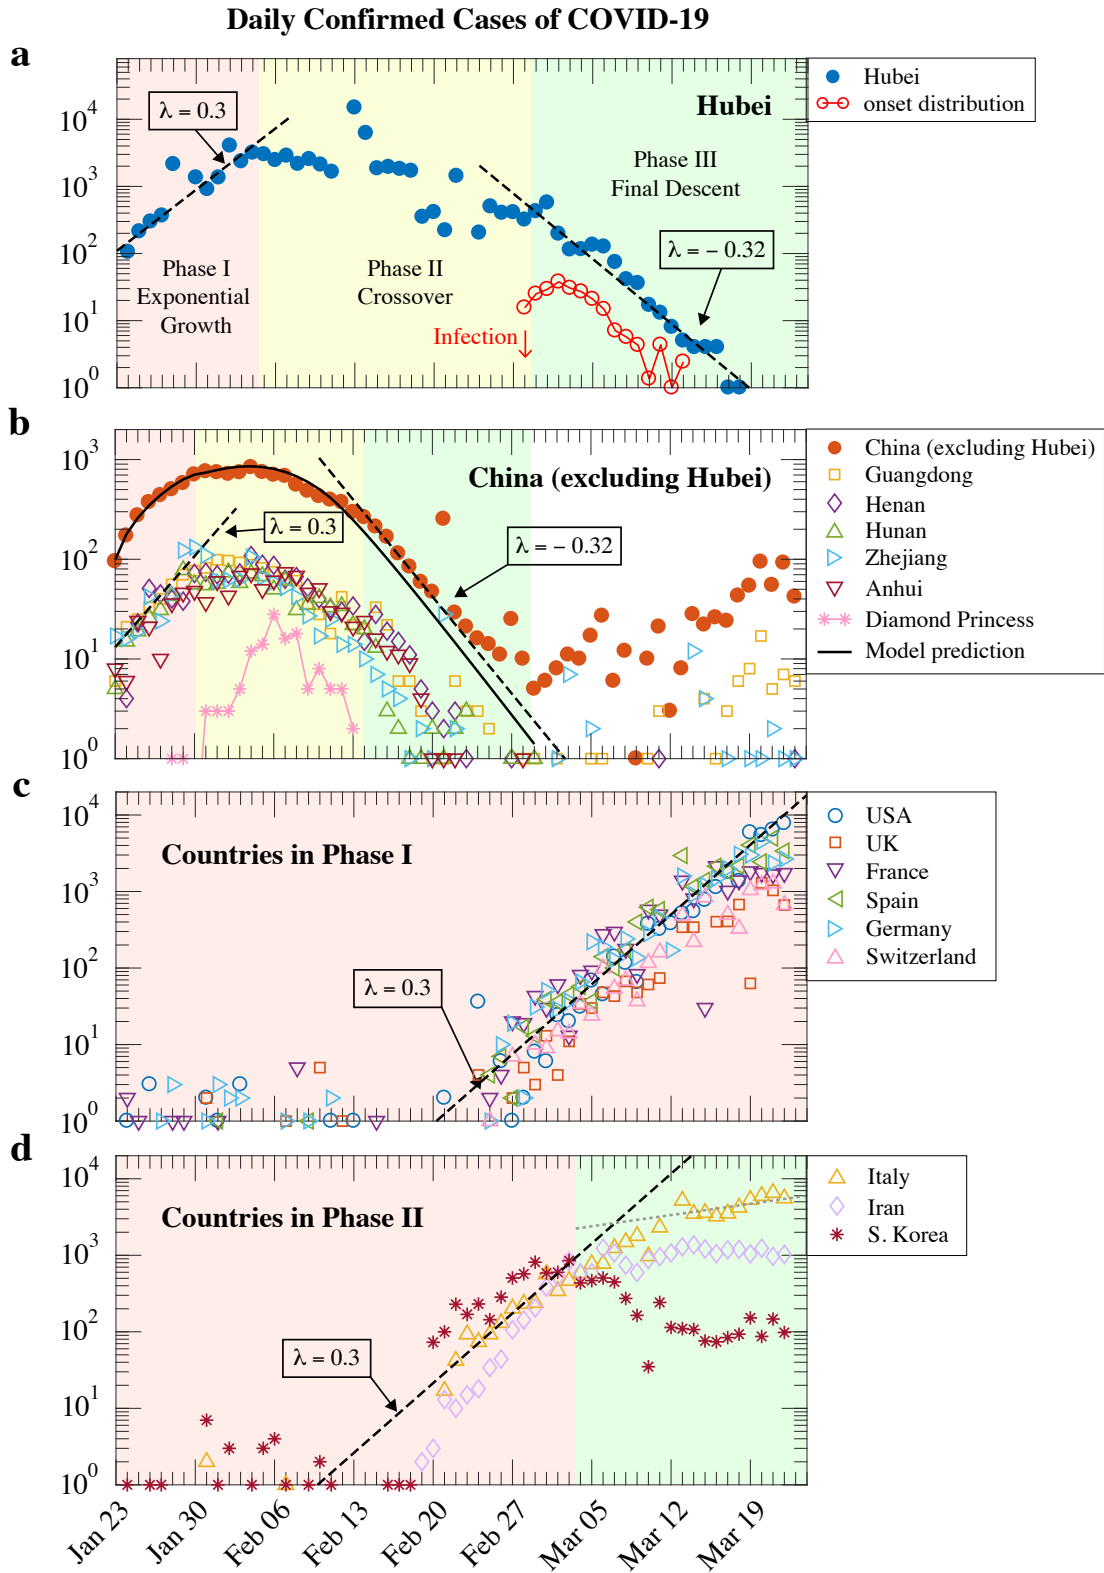 Daily Confirmed Cases of COVID-19
a
λ = 0.3
Hubei
Phase III
Final Descent
λ = − 0.32
Phase I
Exponential
Growth
Phase II
Crossover
Infection
10^4
10^3
10^2
10^1
10^0
Hubei
onset distribution
b
China (excluding Hubei)
λ = 0.3
λ = − 0.32
10^3
10^2
10^1
10^0
China (excluding Hubei)
Guangdong
Henan
Hunan
Zhejiang
Anhui
Diamond Princess
Model prediction
c
Countries in Phase I
λ = 0.3
10^4
10^3
10^2
10^1
10^0
USA
UK
France
Spain
Germany
Switzerland
d
Countries in Phase II
λ = 0.3
10^4
10^3
10^2
10^1
10^0
Italy
Iran
S. Korea
Jan 23
Jan 30
Feb 06
Feb 13
Feb 20
Feb 27
Mar 05
Mar 12
Mar 19